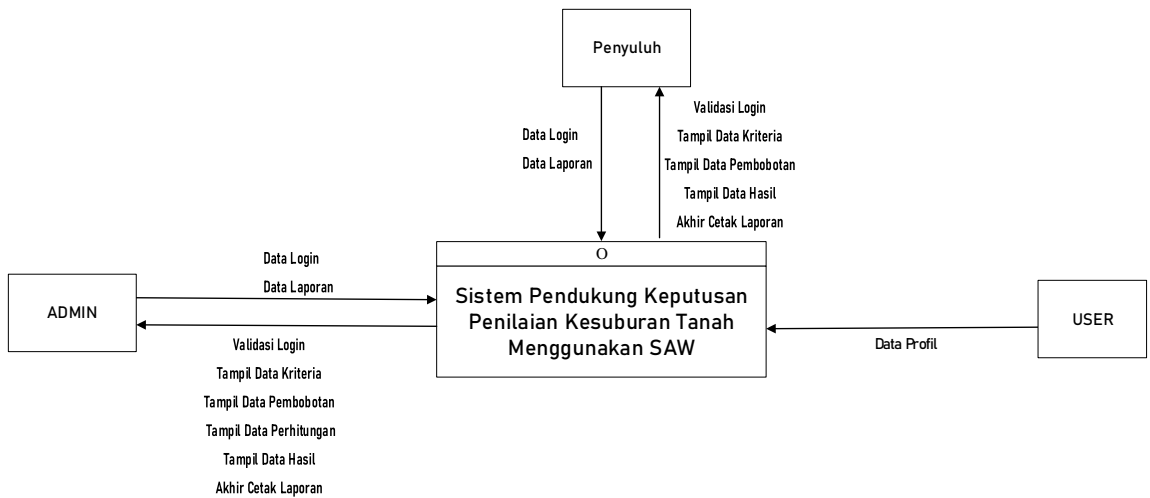 Penyuluh
Data Login
Data Laporan
Validasi Login
Tampil Data Kriteria
Tampil Data Pembobotan
Tampil Data Hasil
Akhir Cetak Laporan
Data Login
Data Laporan
ADMIN
Validasi Login
Tampil Data Kriteria
Tampil Data Pembobotan
Tampil Data Perhitungan
Tampil Data Hasil
Akhir Cetak Laporan
O
Sistem Pendukung Keputusan
Penilaian Kesuburan Tanah
Menggunakan SAW
Data Profil
USER